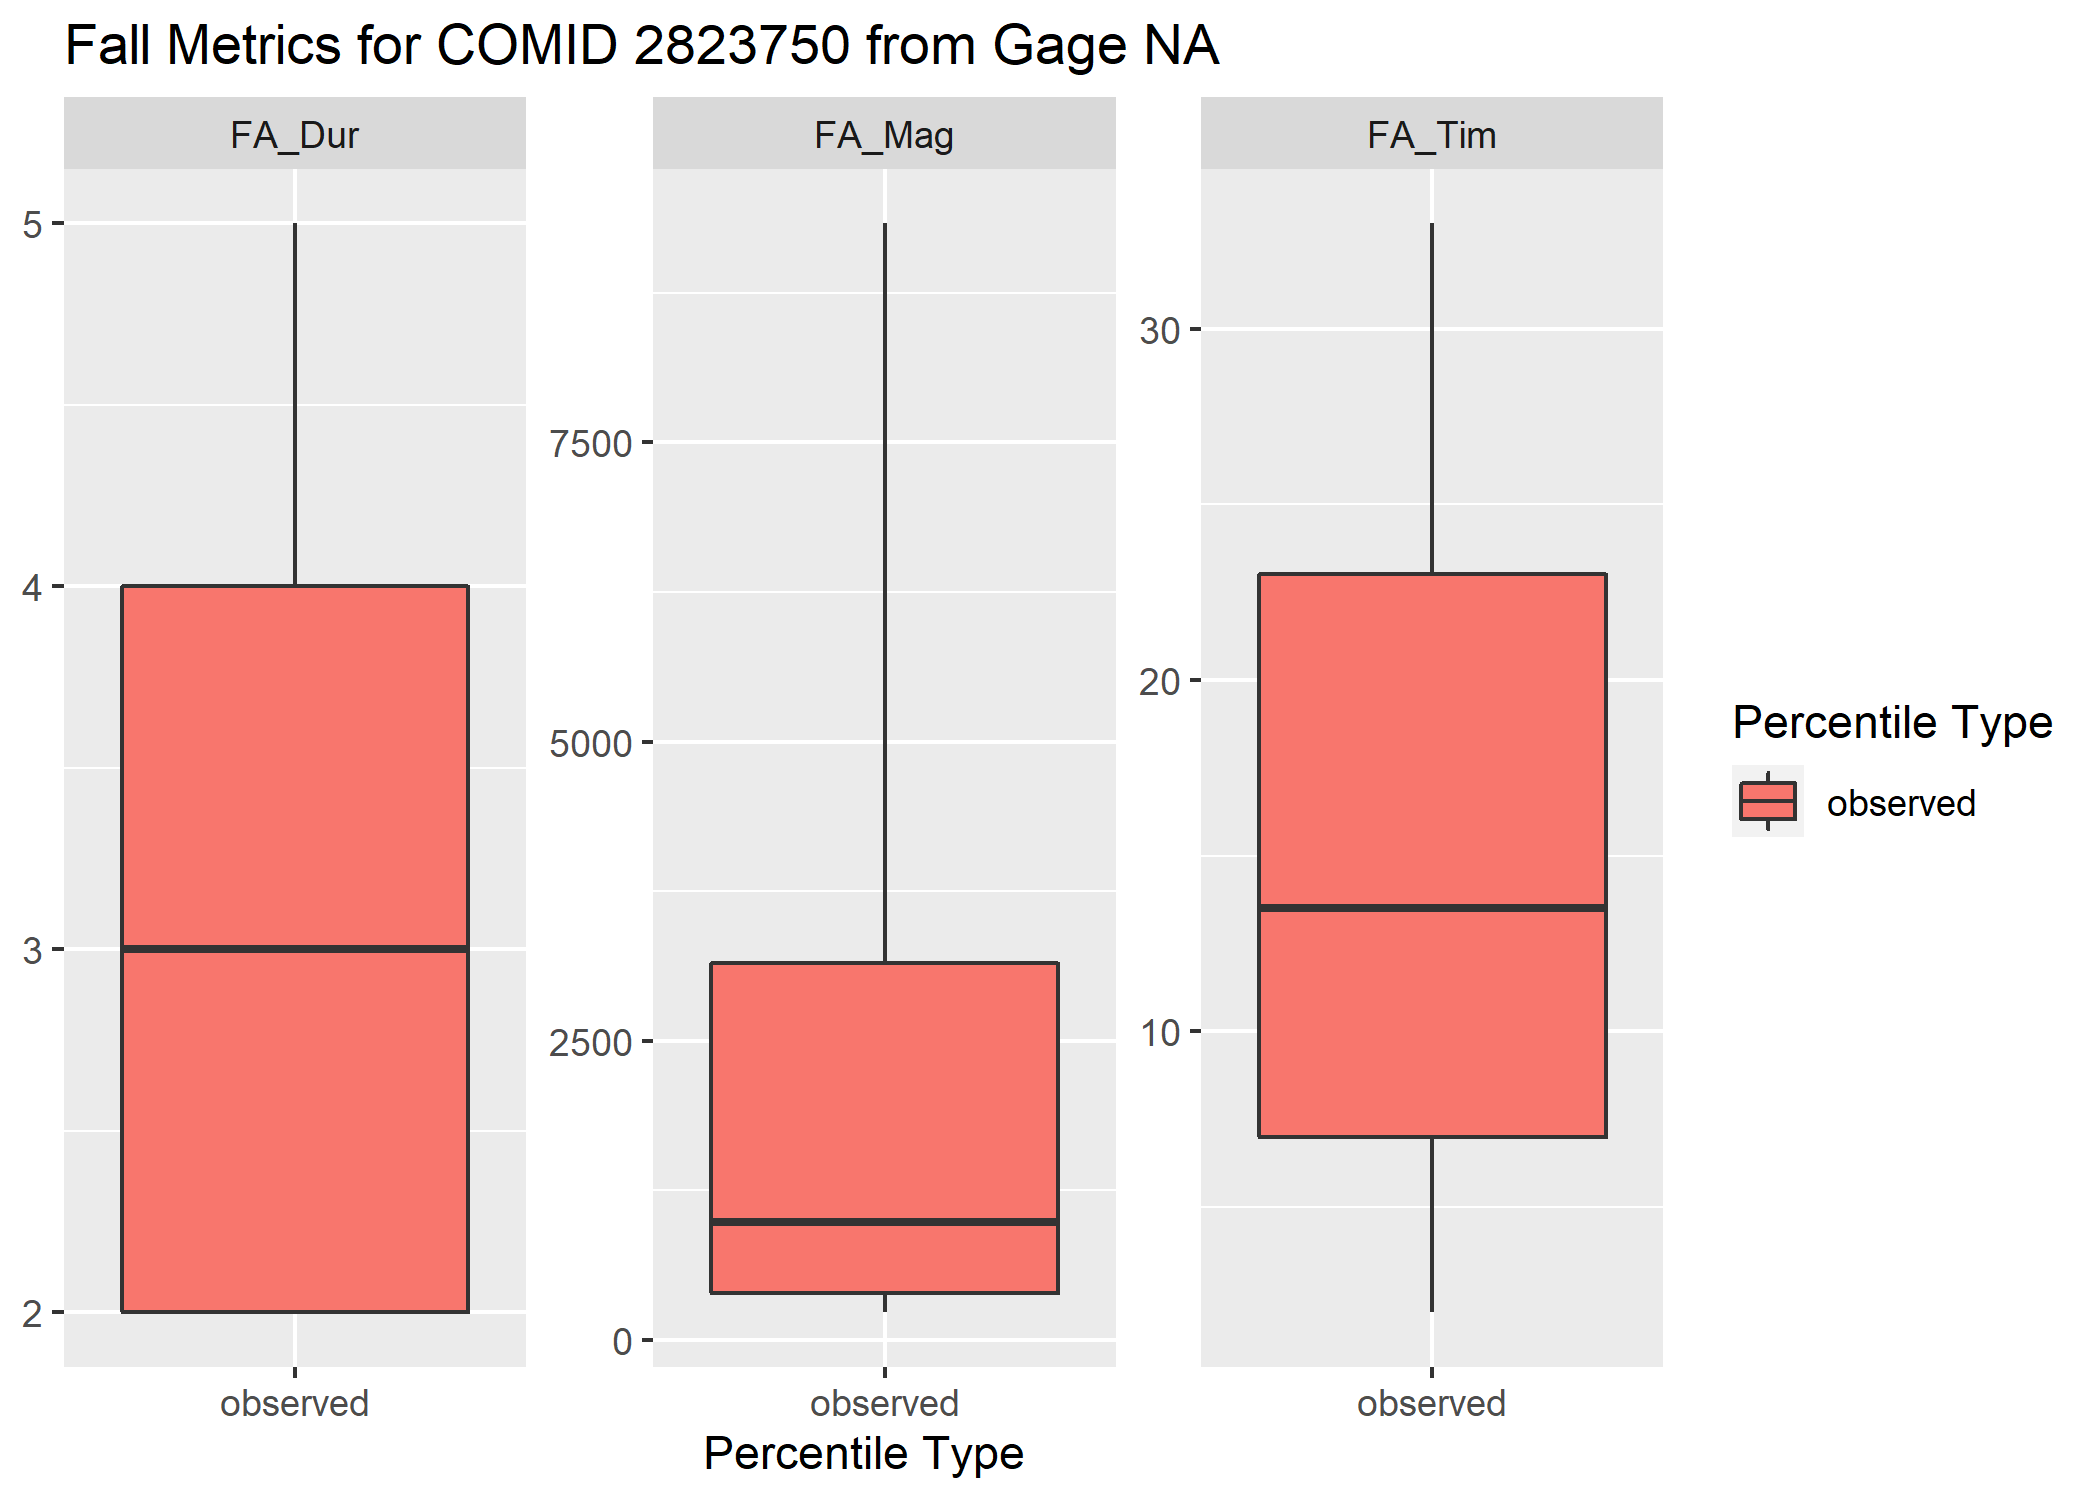 Fall Metrics for COMID 2823750 from Gage NA
FA_Dur
FA_Mag
FA_Tim
5
4
3
2
7500
5000
2500
0
30
20
10
observed
observed
observed
Percentile Type
Percentile Type
observed